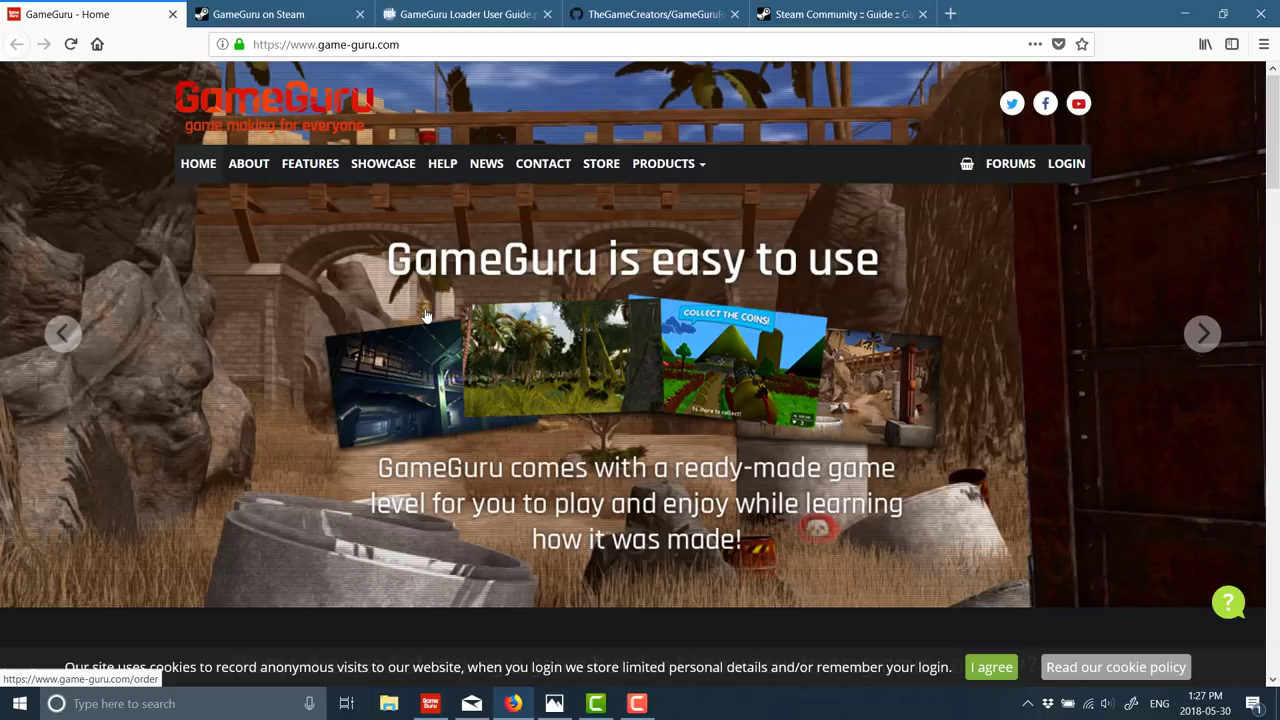 GameGuru - Home
GameGuru on Steam
GameGuru Loader User Guide.p
TheGameCreators/GameGuruR
Steam Community :: Guide :: Ga
https://www.game-guru.com
GameGuru
game making for everyone
HOME ABOUT FEATURES SHOWCASE HELP NEWS CONTACT STORE PRODUCTS FORUMS LOGIN
GameGuru is easy to use
COLLECT THE COINS!
GameGuru comes with a ready-made game
level for you to play and enjoy while learning
how it was made!
?
Our site uses cookies to record anonymous visits to our website, when you login we store limited personal details and/or remember your login. I agree Read our cookie policy
https://www.game-guru.com/order
Type here to search
ENG
1:27 PM
2018-05-30